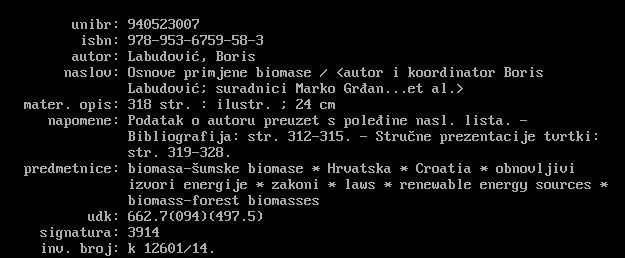 unibr: 940523007
isbn: 978-953-6759-58-3
autor: Labudović, Boris
naslov: Osnove primjene biomase / <autor i koordinator Boris
Labudović; suradnici Marko Grđan...et al.>
mater. opis: 318 str. : ilustr. ; 24 cm
napomene: Podatak o autoru preuzet s poleđine nasl. lista. -
Bibliografija: str. 312-315. - Stručne prezentacije tvrtki:
str. 319-328.
predmetnice: biomasa-šumske biomase * Hrvatska * Croatia * obnovljivi
izvori energije * zakoni * laws * renewable energy sources *
biomass-forest biomasses
udk: 662.7(094)(497.5)
signatura: 3914
inv. broj: k 12601/14.